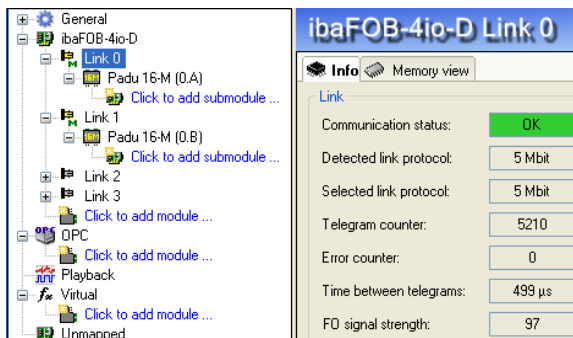 General
ibaFOB-4io-D
Link 0
Padu 16-M (0.A)
Click to add submodule ...
Link 1
Padu 16-M (0.B)
Click to add submodule ...
Link 2
Link 3
Click to add module ...
OPC
Click to add module ...
Playback
fx Virtual
Click to add module ...
Unmapped
ibaFOB-4io-D Link 0
Info Memory view
Link
Communication status: OK
Detected link protocol: 5 Mbit
Selected link protocol: 5 Mbit
Telegram counter: 5210
Error counter: 0
Time between telegrams: 499 µs
FO signal strength: 97